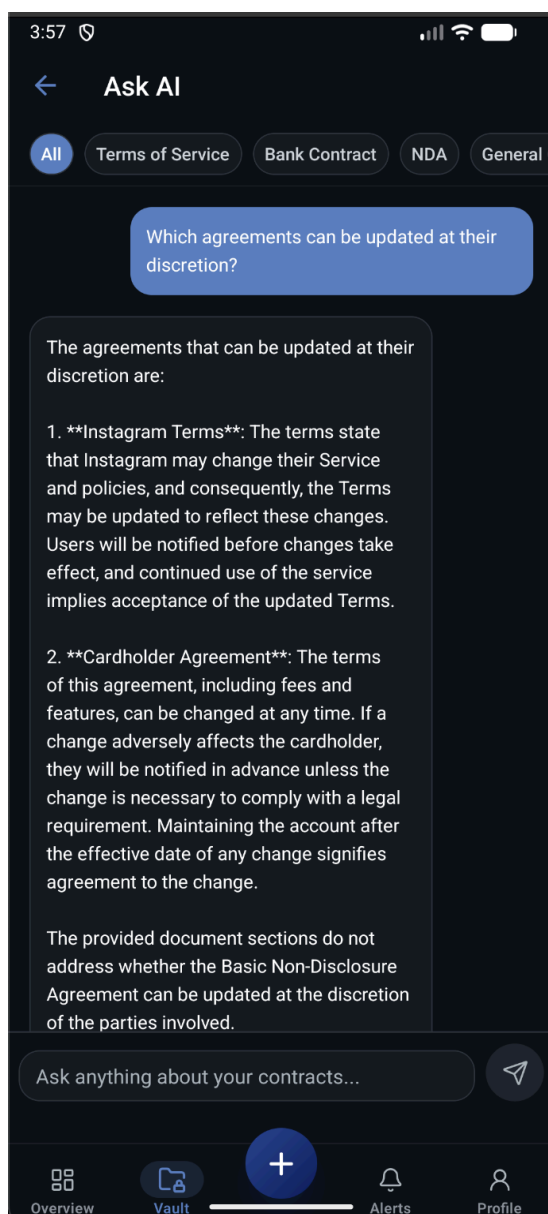 3:57
Ask AI
All Terms of Service Bank Contract NDA General
Which agreements can be updated at their
discretion?
The agreements that can be updated at their
discretion are:
1. **Instagram Terms**: The terms state
that Instagram may change their Service
and policies, and consequently, the Terms
may be updated to reflect these changes.
Users will be notified before changes take
effect, and continued use of the service
implies acceptance of the updated Terms.
2. **Cardholder Agreement**: The terms
of this agreement, including fees and
features, can be changed at any time. If a
change adversely affects the cardholder,
they will be notified in advance unless the
change is necessary to comply with a legal
requirement. Maintaining the account after
the effective date of any change signifies
agreement to the change.
The provided document sections do not
address whether the Basic Non-Disclosure
Agreement can be updated at the discretion
of the parties involved.
Ask anything about your contracts...
Overview Vault Alerts Profile